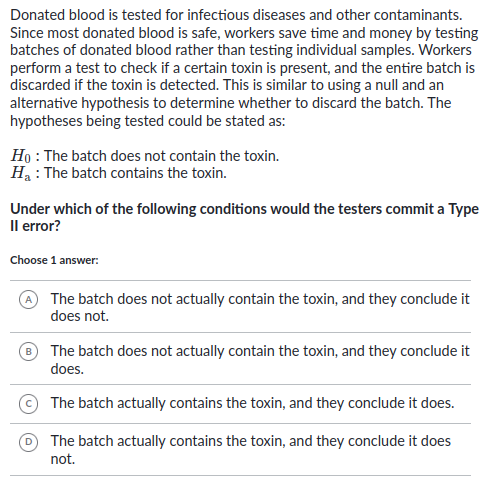 Donated blood is tested for infectious diseases and other contaminants.
Since most donated blood is safe, workers save time and money by testing
batches of donated blood rather than testing individual samples. Workers
perform a test to check if a certain toxin is present, and the entire batch is
discarded if the toxin is detected. This is similar to using a null and an
alternative hypothesis to determine whether to discard the batch. The
hypotheses being tested could be stated as:
H₀ : The batch does not contain the toxin.
Hₐ : The batch contains the toxin.
Under which of the following conditions would the testers commit a Type
II error?
Choose 1 answer:
A The batch does not actually contain the toxin, and they conclude it
does not.
B The batch does not actually contain the toxin, and they conclude it
does.
C The batch actually contains the toxin, and they conclude it does.
D The batch actually contains the toxin, and they conclude it does
not.